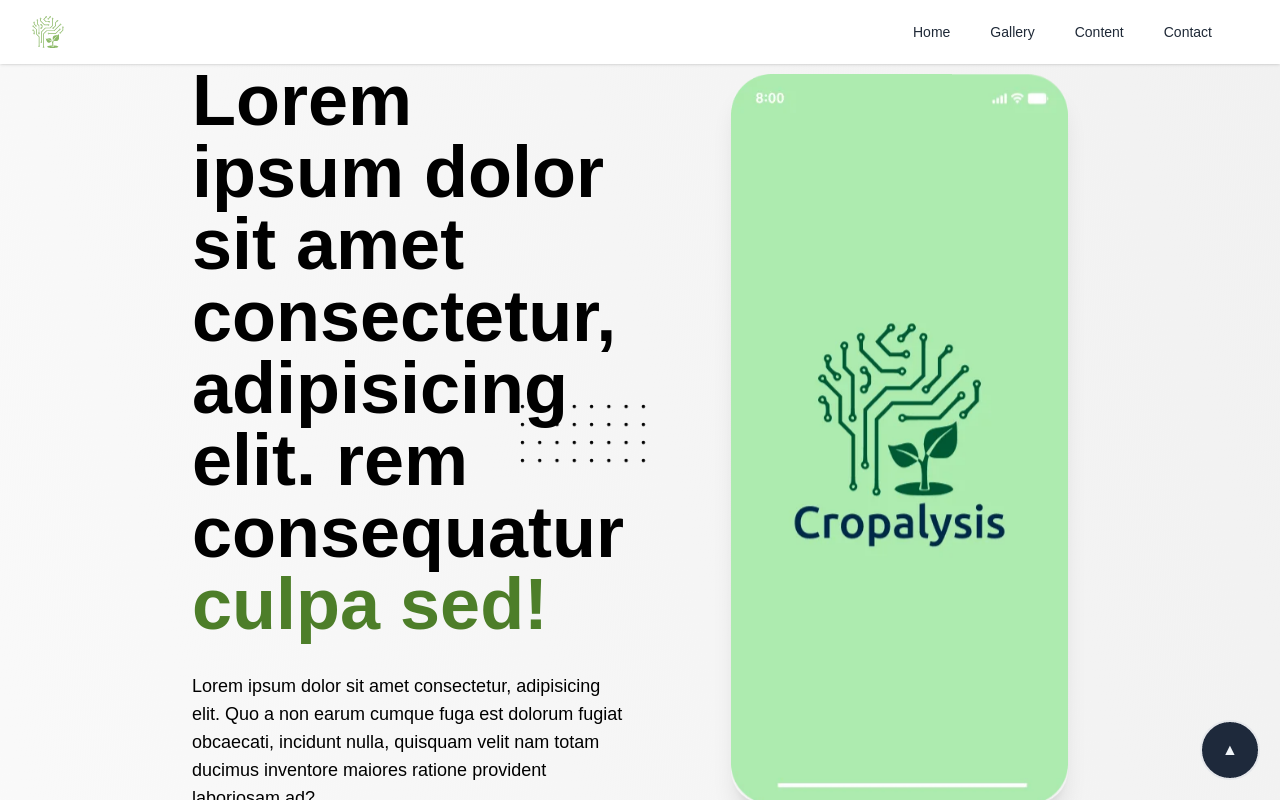 Home
Gallery
Content
Contact
Lorem
ipsum dolor
sit amet
consectetur,
adipisicing
elit. rem
consequatur
culpa sed!
Lorem ipsum dolor sit amet consectetur, adipisicing
elit. Quo a non earum cumque fuga est dolorum fugiat
obcaecati, incidunt nulla, quisquam velit nam totam
ducimus inventore maiores ratione provident
laboriosam ad?
8:00
Cropalysis
▲